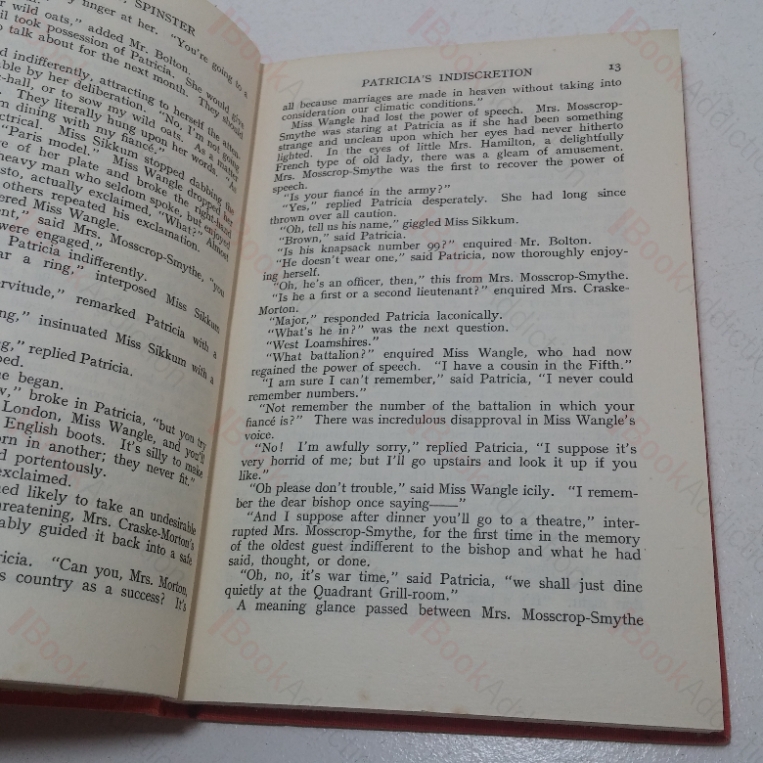 finger at her. "You're going to a
SPINSTER
wild oats," added Mr. Bolton.
took possession of Patricia. She would give
talk about for the next month. They should
indifferently, attracting to herself the
able by her deliberation. "No, I'm not going
-hall, or to sow my wild oats. As a matter
dining with my fiancé."
They literally hung upon her words. "As
Miss Sikkum stopped dabbing the
"Paris model." Miss Wangle dropped her
of her plate and broke the right-hand
heavy man who seldom spoke, but enjoyed
actually exclaimed, "What?" Almost
others repeated his exclamation.
Miss Wangle.
said Mrs. Mosscrop-Smythe, "you
were engaged."
Patricia indifferently.
a ring," interposed Miss Sikkum
remarked Patricia with a
insinuated Miss Sikkum with a
replied Patricia.
began.
broke in Patricia, "but you try
London, Miss Wangle, and you'll
English boots. It's silly to make
in another; they never fit."
portentously.
exclaimed.
likely to take an undesirable
Mrs. Craske-Morton's
guided it back into a safe
"Can you, Mrs. Morton,
country as a success? It's
PATRICIA'S INDISCRETION 13
all because marriages are made in heaven without taking into
consideration our climatic conditions."
Miss Wangle had lost the power of speech. Mrs. Mosscrop-
Smythe was staring at Patricia as if she had been something
strange and unclean upon which her eyes had never hitherto
lighted. In the eyes of little Mrs. Hamilton, a delightfully
French type of old lady, there was a gleam of amusement.
Mrs. Mosscrop-Smythe was the first to recover the power of
speech.
"Is your fiancé in the army?"
"Yes," replied Patricia desperately. She had long since
thrown over all caution.
"Oh, tell us his name," giggled Miss Sikkum.
"Brown," said Patricia.
"Is his knapsack number 99?" enquired Mr. Bolton.
"He doesn't wear one," said Patricia, now thoroughly enjoy-
ing herself.
"Oh, he's an officer, then," this from Mrs. Mosscrop-Smythe.
"Is he a first or a second lieutenant?" enquired Mrs. Craske-
Morton.
"Major," responded Patricia laconically.
"What's he in?" was the next question.
"West Loamshires."
"What battalion?" enquired Miss Wangle, who had now
regained the power of speech. "I have a cousin in the Fifth."
"I am sure I can't remember," said Patricia, "I never could
remember numbers."
"Not remember the number of the battalion in which your
fiancé is?" There was incredulous disapproval in Miss Wangle's
voice.
"No! I'm awfully sorry," replied Patricia, "I suppose it's
very horrid of me; but I'll go upstairs and look it up if you
like."
"Oh please don't trouble," said Miss Wangle icily. "I remem-
ber the dear bishop once saying——"
"And I suppose after dinner you'll go to a theatre," inter-
rupted Mrs. Mosscrop-Smythe, for the first time in the memory
of the oldest guest indifferent to the bishop and what he had
said, thought, or done.
"Oh, no, it's war time," said Patricia, "we shall just dine
quietly at the Quadrant Grill-room."
A meaning glance passed between Mrs. Mosscrop-Smythe